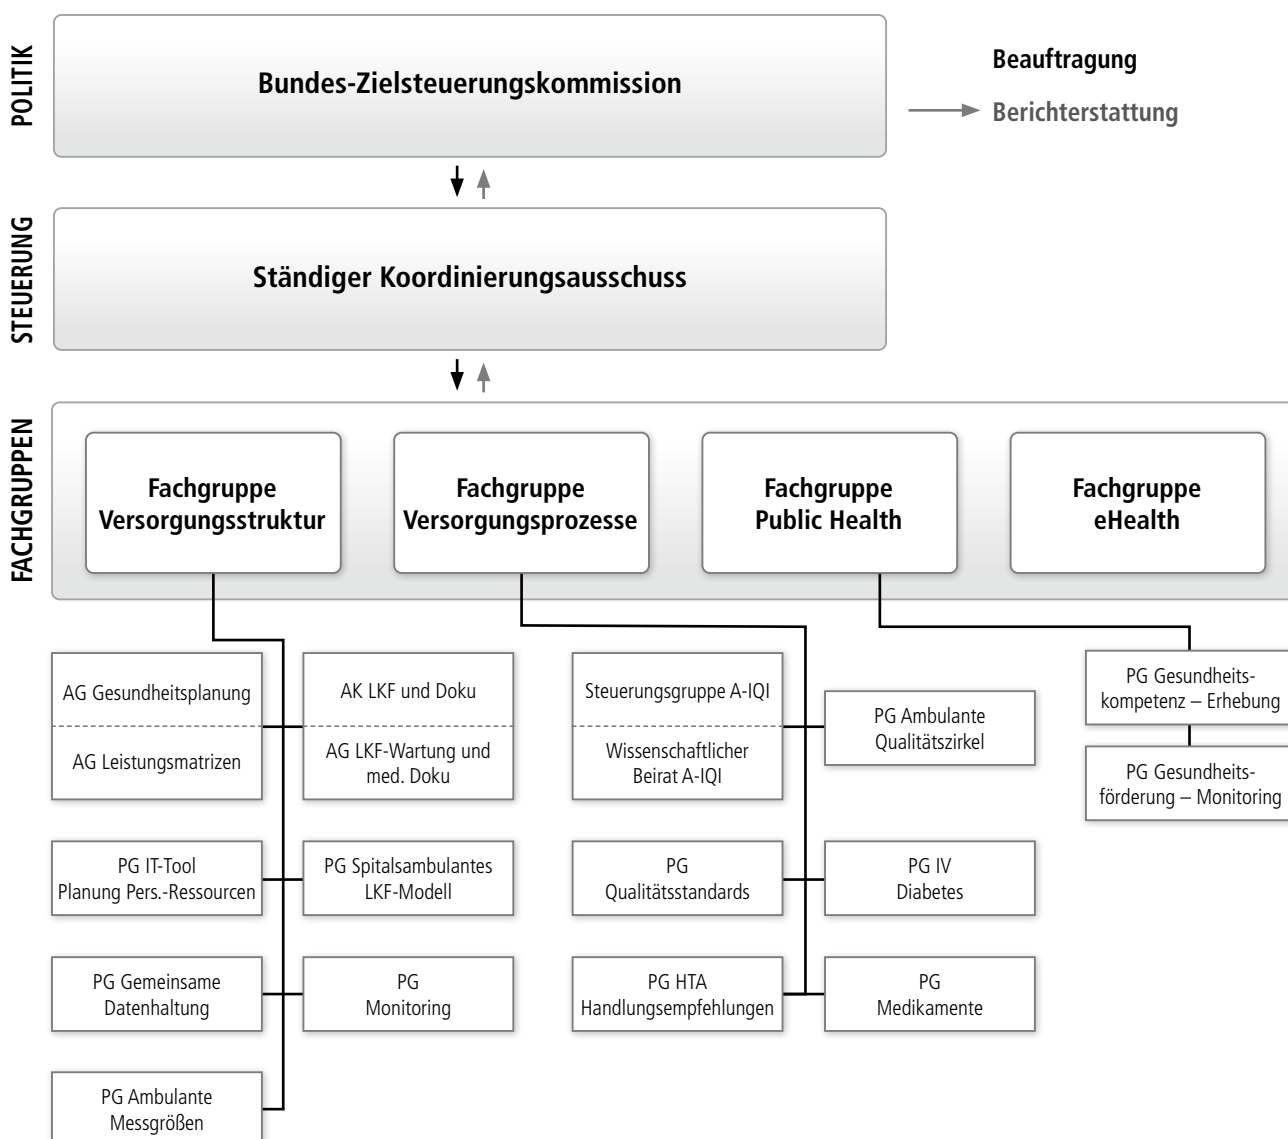 POLITIK
Bundes-Zielsteuerungskommission
Beauftragung
Berichterstattung
STEUERUNG
Ständiger Koordinierungsausschuss
FACHGRUPPEN
Fachgruppe
Versorgungsstruktur
Fachgruppe
Versorgungsprozesse
Fachgruppe
Public Health
Fachgruppe
eHealth
AG Gesundheitsplanung
AG Leistungsmatrizen
AK LKF und Doku
AG LKF-Wartung und
med. Doku
Steuerungsgruppe A-IQI
Wissenschaftlicher
Beirat A-IQI
PG Ambulante
Qualitätszirkel
PG Gesundheits-
kompetenz – Erhebung
PG Gesundheits-
förderung – Monitoring
PG IT-Tool
Planung Pers.-Ressourcen
PG Spitalsambulantes
LKF-Modell
PG
Qualitätsstandards
PG IV
Diabetes
PG Gemeinsame
Datenhaltung
PG
Monitoring
PG HTA
Handlungsempfehlungen
PG
Medikamente
PG Ambulante
Messgrößen